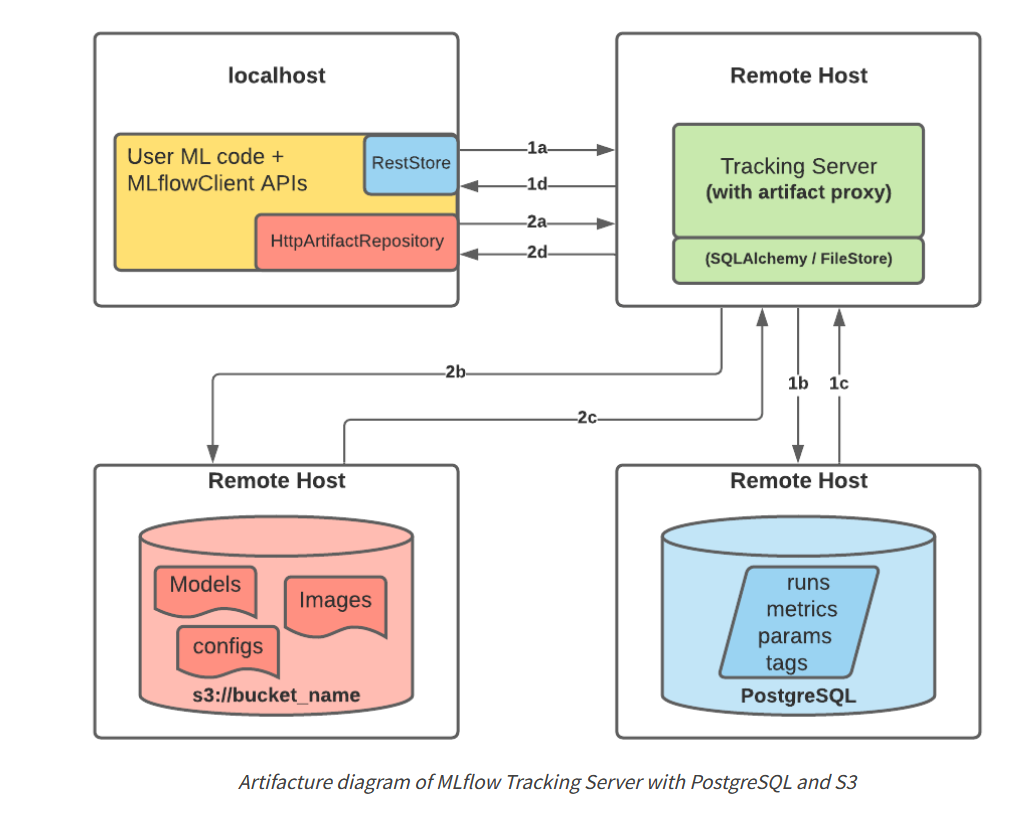 localhost
User ML code +
MLflowClient APIs
RestStore
HttpArtifactRepository
1a
1d
2a
2d
Remote Host
Tracking Server
(with artifact proxy)
(SQLAlchemy / FileStore)
2b
2c
1b
1c
Remote Host
Models
Images
configs
s3://bucket_name
Remote Host
runs
metrics
params
tags
PostgreSQL
Artifacture diagram of MLflow Tracking Server with PostgreSQL and S3